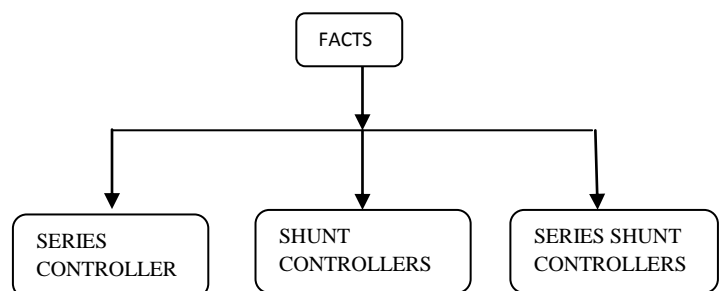 FACTS
SERIES
CONTROLLER
SHUNT
CONTROLLERS
SERIES SHUNT
CONTROLLERS